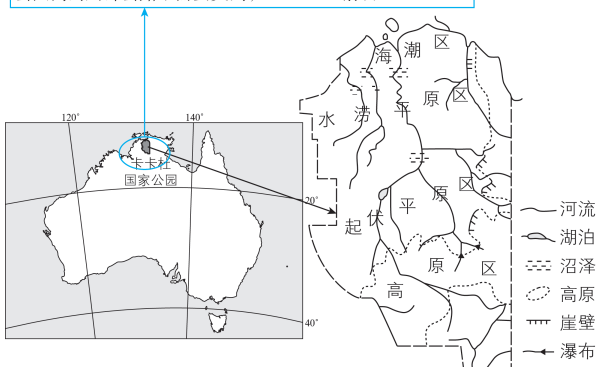 120°
140°
卡卡杜
国家公园
20°
40°
海潮区
水涝平原区
起伏平原区
高原区
河流
湖泊
沼泽
高原
崖壁
瀑布